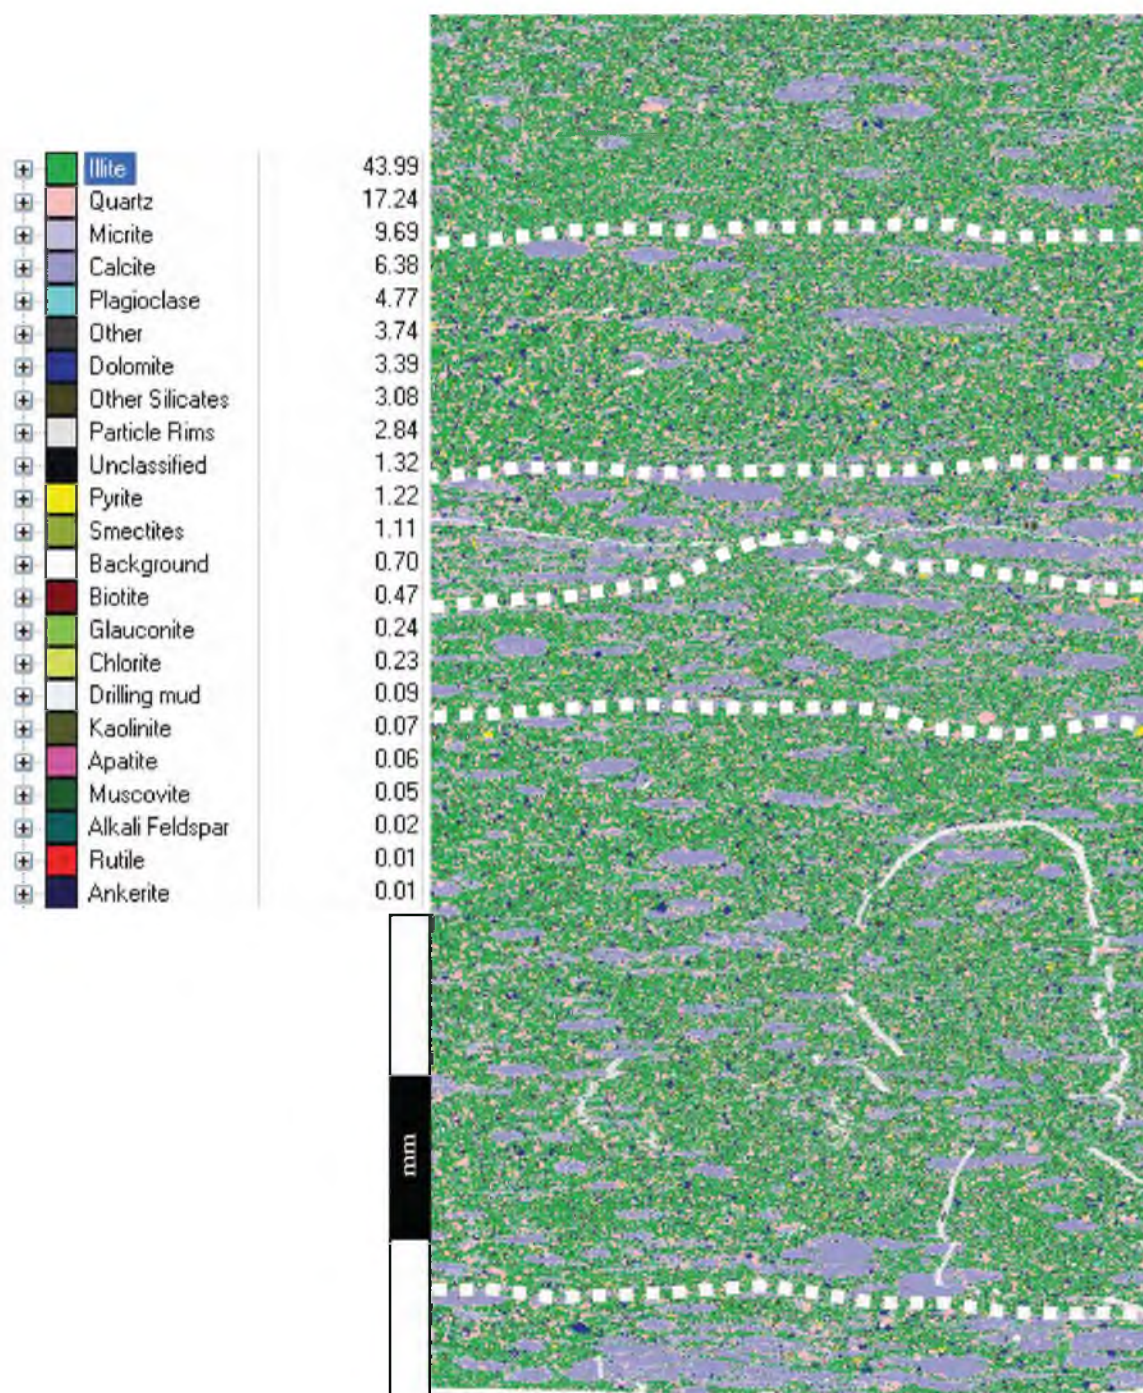 Illite 43.99
Quartz 17.24
Micrite 9.69
Calcite 6.38
Plagioclase 4.77
Other 3.74
Dolomite 3.39
Other Silicates 3.08
Particle Rims 2.84
Unclassified 1.32
Pyrite 1.22
Smectites 1.11
Background 0.70
Biotite 0.47
Glauconite 0.24
Chlorite 0.23
Drilling mud 0.09
Kaolinite 0.07
Apatite 0.06
Muscovite 0.05
Alkali Feldspar 0.02
Rutile 0.01
Ankerite 0.01
mm